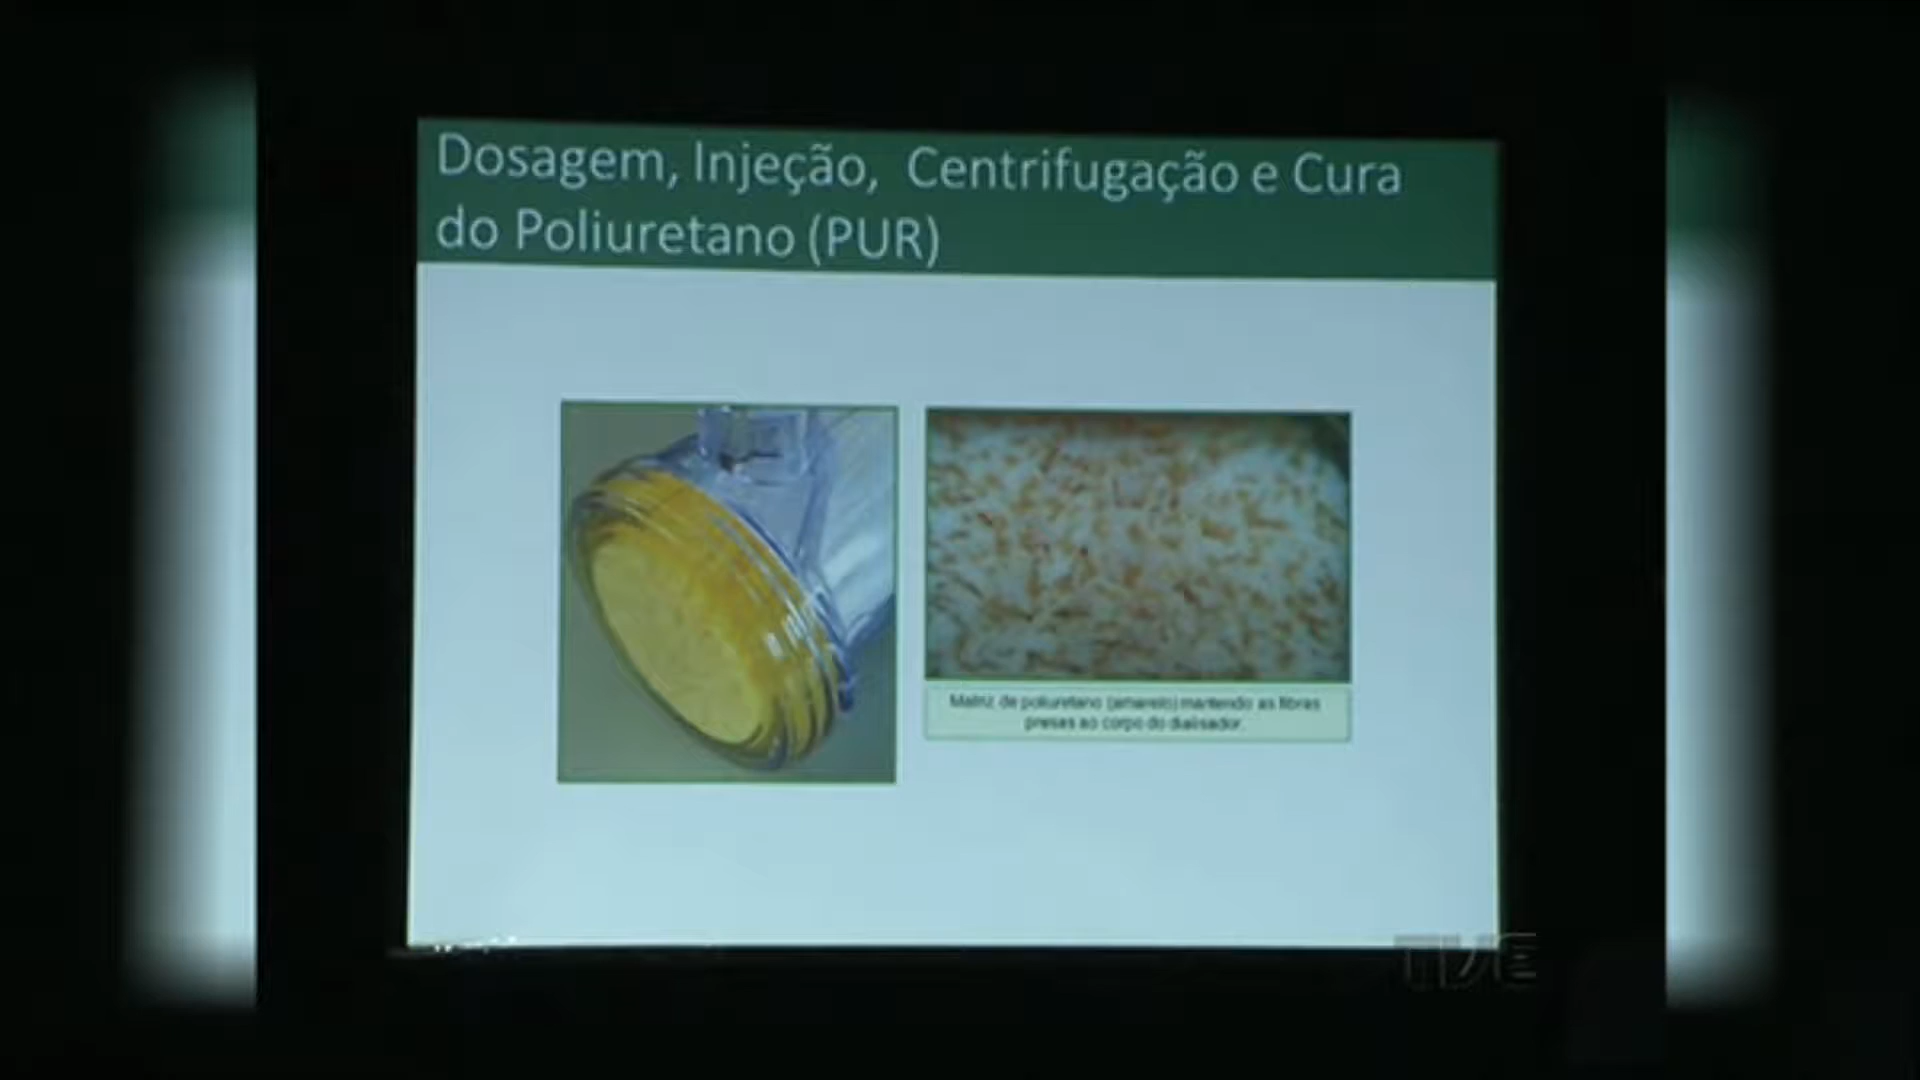 Dosagem, Injeção, Centrifugação e Cura
do Poliuretano (PUR)
Matriz de poliuretano (amarelo) mantendo as fibras
presas ao corpo do dialisador.
TVE